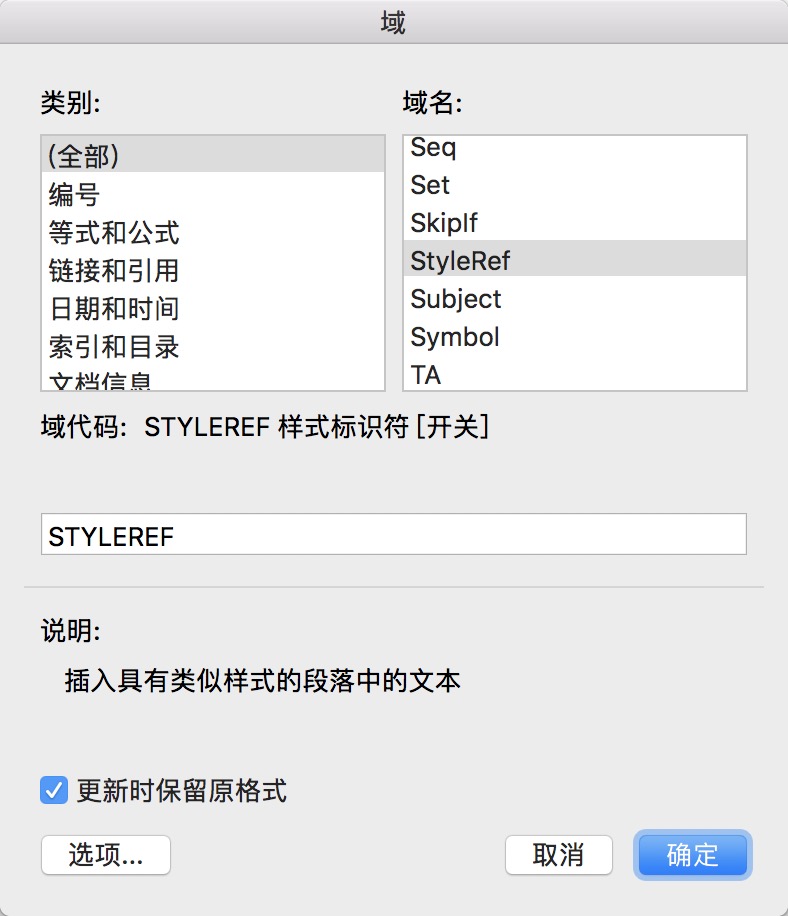 域
类别:
(全部)
编号
等式和公式
链接和引用
日期和时间
索引和目录
文档信息
域名:
Seq
Set
SkipIf
StyleRef
Subject
Symbol
TA
域代码: STYLEREF 样式标识符 [开关]
STYLEREF
说明:
插入具有类似样式的段落中的文本
更新时保留原格式
选项...
取消
确定